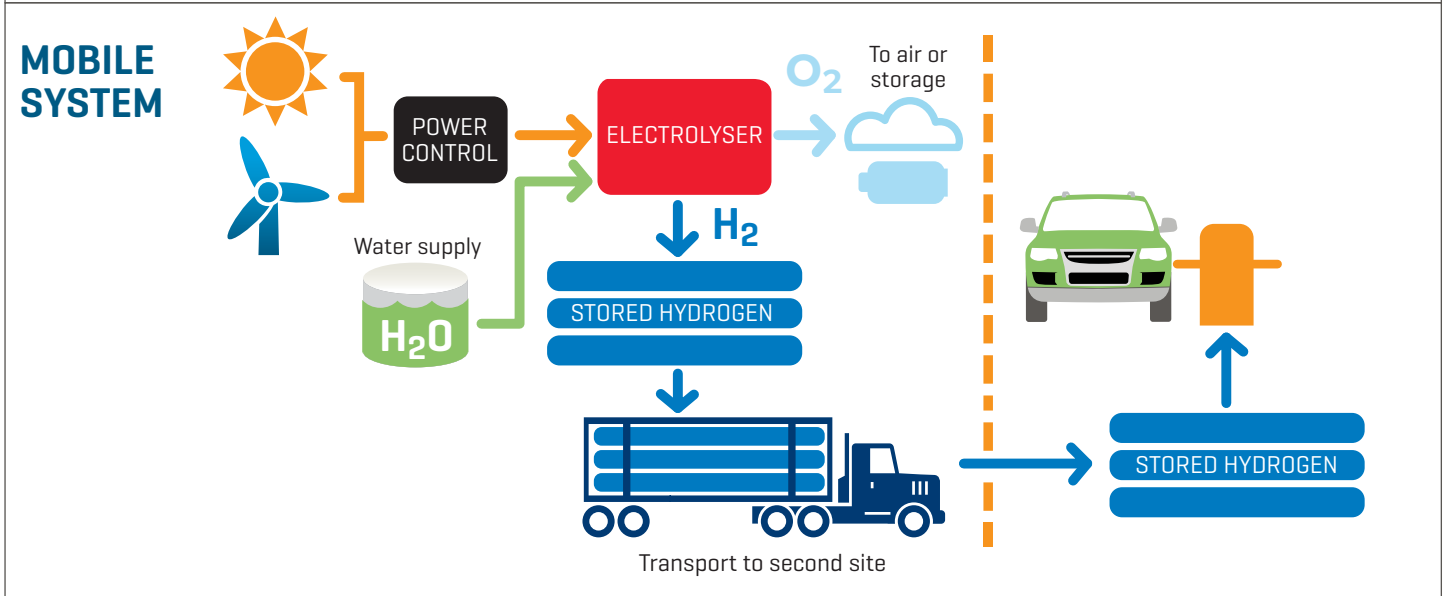 MOBILE
SYSTEM
POWER
CONTROL
ELECTROLYSER
O₂
To air or
storage
Water supply
H₂O
H₂
STORED HYDROGEN
STORED HYDROGEN
Transport to second site